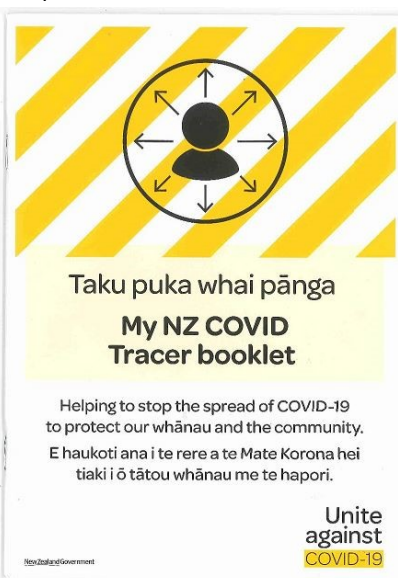 Taku puka whai pānga
My NZ COVID
Tracer booklet
Helping to stop the spread of COVID-19
to protect our whānau and the community.
E haukoti ana i te rere a te Mate Korona hei
tiaki i ō tātou whānau me te hapori.
Unite
against
COVID-19
New Zealand Government